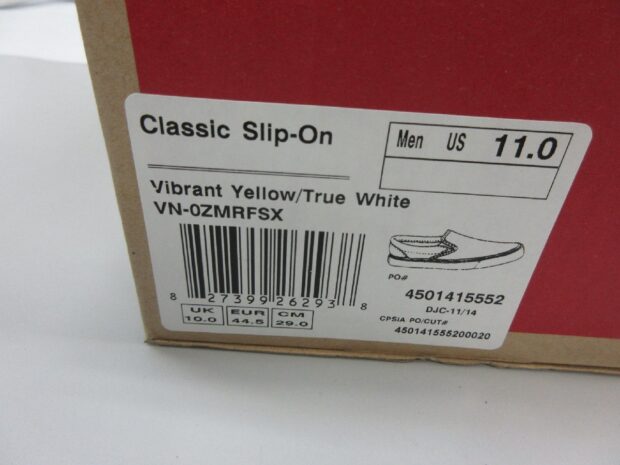 Classic Slip-On
Men US 11.0
Vibrant Yellow/True White
VN-0ZMRFSX
8 27399 26293 8
UK EUR CM
10.0 44.5 29.0
PO#
4501415552
DJC-11/14
CPSIA PO/CUT#
450141555200020